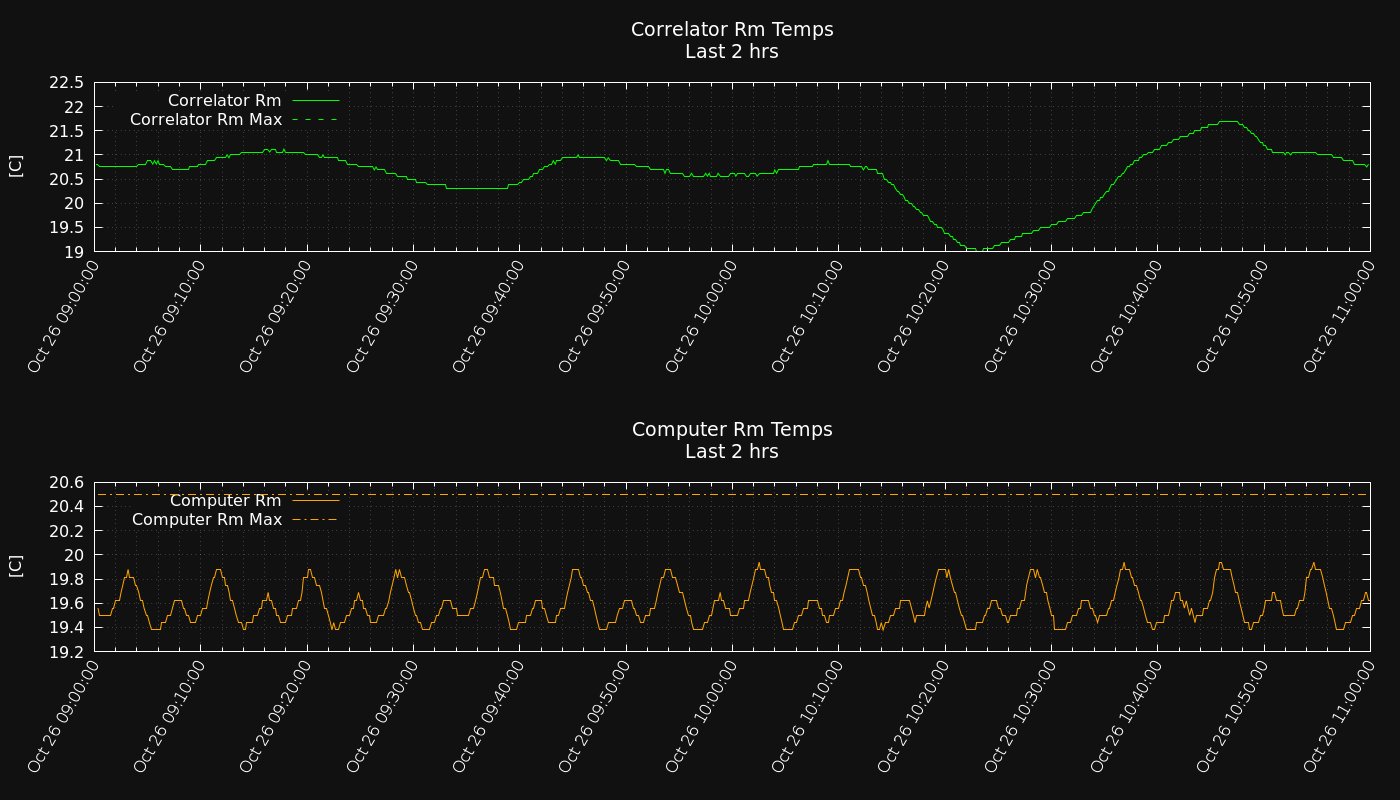 Correlator Rm Temps
Last 2 hrs
22.5
22
21.5
21
20.5
20
19.5
19
[C]
Correlator Rm
Correlator Rm Max
Oct 26 09:00:00
Oct 26 09:10:00
Oct 26 09:20:00
Oct 26 09:30:00
Oct 26 09:40:00
Oct 26 09:50:00
Oct 26 10:00:00
Oct 26 10:10:00
Oct 26 10:20:00
Oct 26 10:30:00
Oct 26 10:40:00
Oct 26 10:50:00
Oct 26 11:00:00
Computer Rm Temps
Last 2 hrs
20.6
20.4
20.2
20
19.8
19.6
19.4
19.2
[C]
Computer Rm
Computer Rm Max
Oct 26 09:00:00
Oct 26 09:10:00
Oct 26 09:20:00
Oct 26 09:30:00
Oct 26 09:40:00
Oct 26 09:50:00
Oct 26 10:00:00
Oct 26 10:10:00
Oct 26 10:20:00
Oct 26 10:30:00
Oct 26 10:40:00
Oct 26 10:50:00
Oct 26 11:00:00